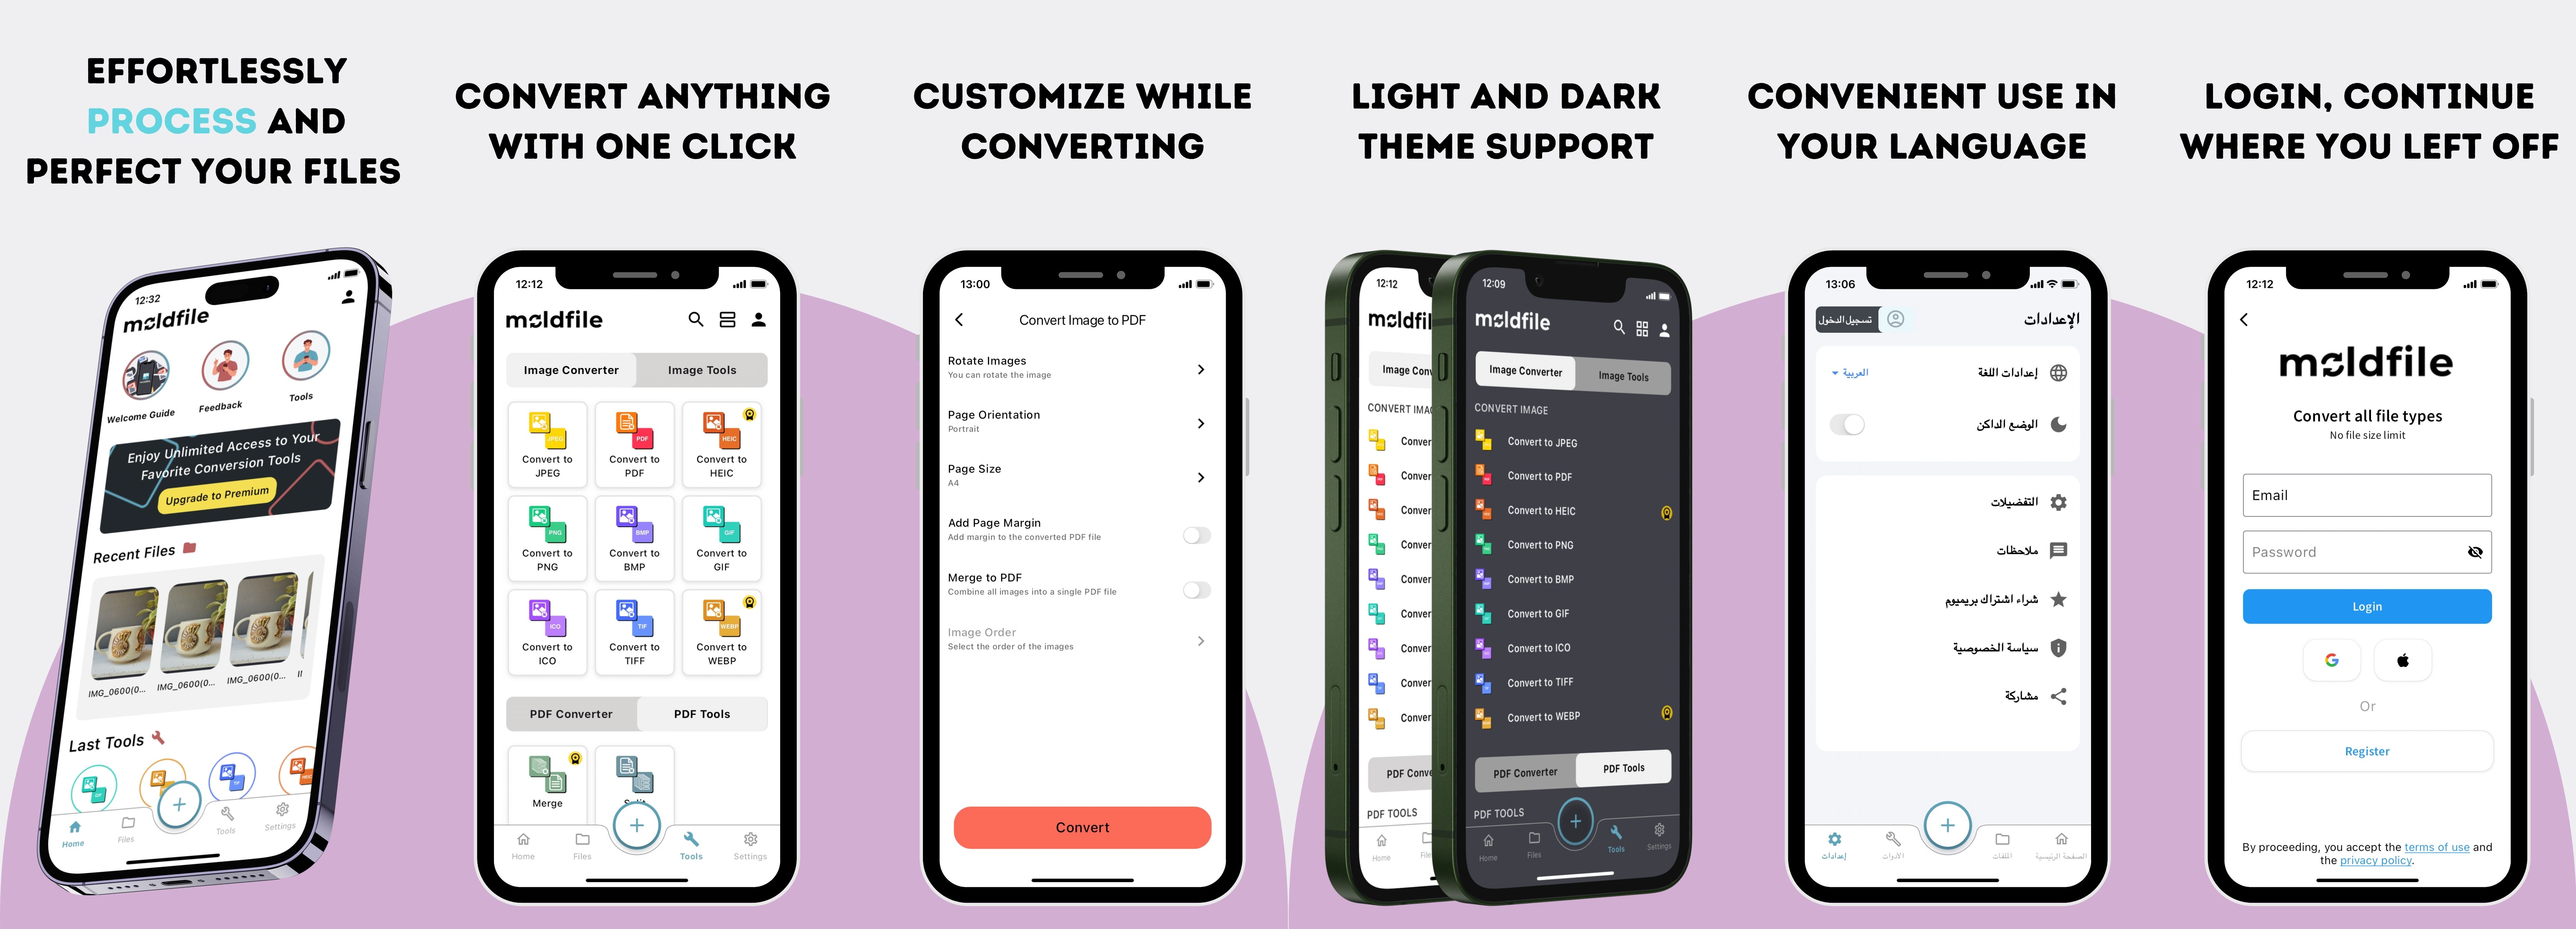 EFFORTLESSLY
PROCESS AND
PERFECT YOUR FILES
12:32
moldfile
Welcome Guide
Feedback
Tools
Enjoy Unlimited Access to Your
Favorite Conversion Tools
Upgrade to Premium
Recent Files
IMG_0600(0...
IMG_0600(0...
IMG_0600(0...
Last Tools
Home
Files
Tools
Settings
CONVERT ANYTHING
WITH ONE CLICK
12:12
moldfile
Image Converter
Image Tools
JPEG
PDF
HEIC
Convert to
JPEG
Convert to
PDF
Convert to
HEIC
PNG
BMP
GIF
Convert to
PNG
Convert to
BMP
Convert to
GIF
ICO
TIF
WEBP
Convert to
ICO
Convert to
TIFF
Convert to
WEBP
PDF Converter
PDF Tools
Merge
Split
Home
Files
Tools
Settings
CUSTOMIZE WHILE
CONVERTING
13:00
Convert Image to PDF
Rotate Images
You can rotate the image
Page Orientation
Portrait
Page Size
A4
Add Page Margin
Add margin to the converted PDF file
Merge to PDF
Combine all images into a single PDF file
Image Order
Select the order of the images
Convert
LIGHT AND DARK
THEME SUPPORT
12:12
moldfil
Image Con
CONVERT IMA
Conver
Conver
Conver
Conver
Conver
Conver
Conver
Conver
Conver
PDF Conve
PDF TOOLS
Home
File
12:09
moldfile
Image Converter
Image Tools
CONVERT IMAGE
Convert to JPEG
Convert to PDF
Convert to HEIC
Convert to PNG
Convert to BMP
Convert to GIF
Convert to ICO
Convert to TIFF
Convert to WEBP
PDF Converter
PDF Tools
PDF TOOLS
Home
Files
Tools
Settings
CONVENIENT USE IN
YOUR LANGUAGE
13:06
الإعدادات
تسجيل الدخول
إعدادات اللغة
العربية
الوضع الداكن
التفضيلات
ملاحظات
شراء اشتراك بريميوم
سياسة الخصوصية
مشاركة
الصفحة الرئيسية
الملفات
الأدوات
إعدادات
LOGIN, CONTINUE
WHERE YOU LEFT OFF
12:12
moldfile
Convert all file types
No file size limit
Email
Password
Login
Or
Register
By proceeding, you accept the terms of use and
the privacy policy.